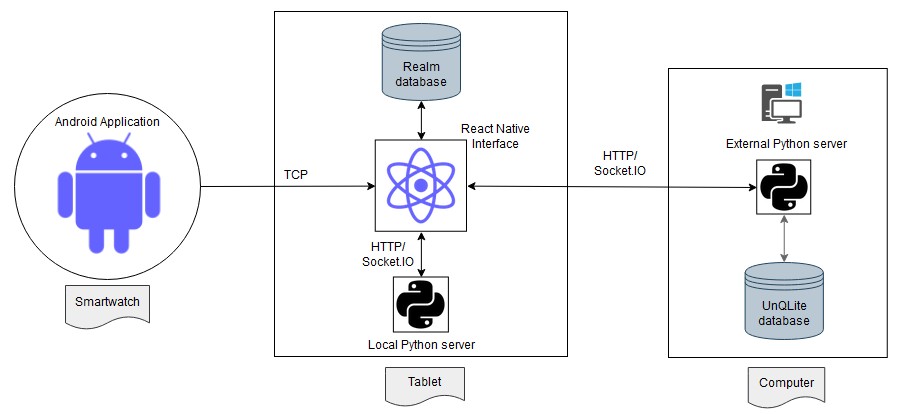 Android Application
Smartwatch
TCP
Realm
database
React Native
Interface
HTTP/
Socket.IO
Local Python server
Tablet
HTTP/
Socket.IO
External Python server
UnQLite
database
Computer